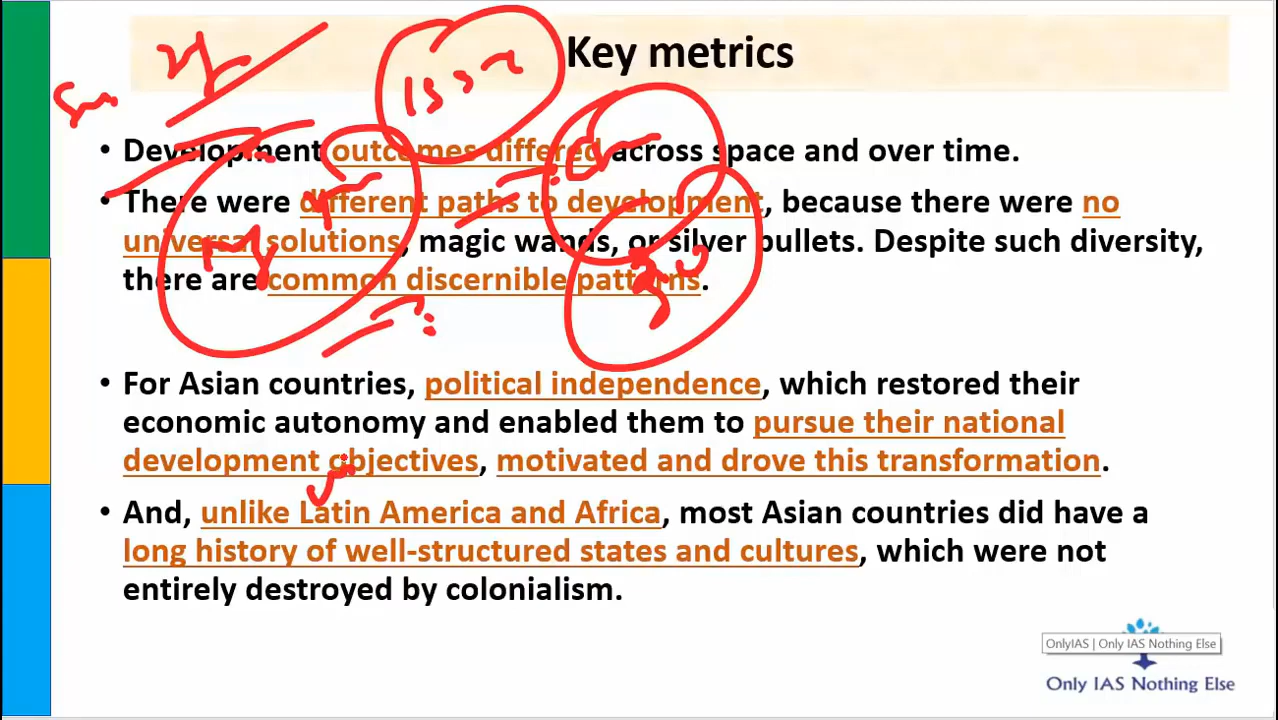 Key metrics
• Development outcomes differed across space and over time.
• There were different paths to development, because there were no
universal solutions, magic wands, or silver bullets. Despite such diversity,
there are common discernible patterns.
• For Asian countries, political independence, which restored their
economic autonomy and enabled them to pursue their national
development objectives, motivated and drove this transformation.
• And, unlike Latin America and Africa, most Asian countries did have a
long history of well-structured states and cultures, which were not
entirely destroyed by colonialism.
OnlyIAS | Only IAS Nothing Else
Only IAS Nothing Else